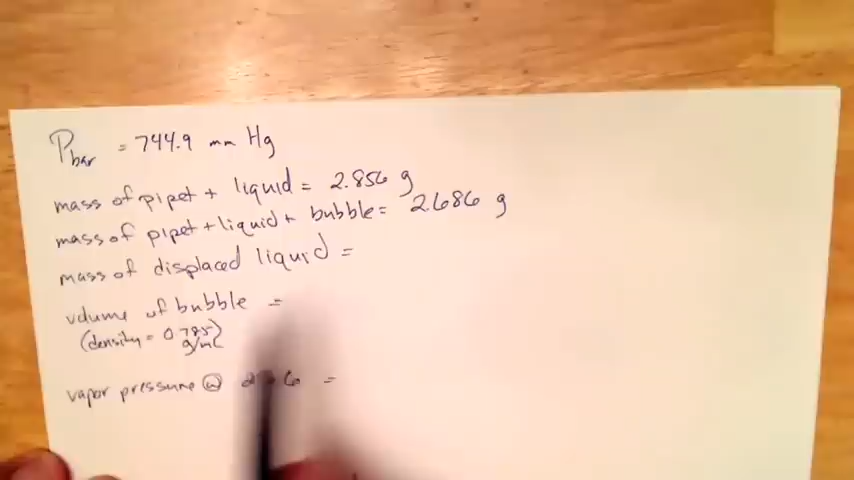 Pbar = 744.9 mm Hg
mass of pipet + liquid = 2.856 g
mass of pipet + liquid + bubble = 2.686 g
mass of displaced liquid =
volume of bubble =
(density = 0.785
g/mL)
vapor pressure @ =